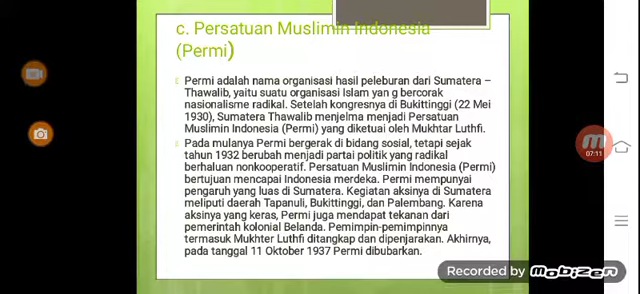 c. Persatuan Muslimin Indonesia
(Permi)
Permi adalah nama organisasi hasil peleburan dari Sumatera –
Thawalib, yaitu suatu organisasi Islam yan g bercorak
nasionalisme radikal. Setelah kongresnya di Bukittinggi (22 Mei
1930), Sumatera Thawalib menjelma menjadi Persatuan
Muslimin Indonesia (Permi) yang diketuai oleh Mukhtar Luthfi.
Pada mulanya Permi bergerak di bidang sosial, tetapi sejak
tahun 1932 berubah menjadi partai politik yang radikal
berhaluan nonkooperatif. Persatuan Muslimin Indonesia (Permi)
bertujuan mencapai Indonesia merdeka. Permi mempunyai
pengaruh yang luas di Sumatera. Kegiatan aksinya di Sumatera
meliputi daerah Tapanuli, Bukittinggi, dan Palembang. Karena
aksinya yang keras, Permi juga mendapat tekanan dari
pemerintah kolonial Belanda. Pemimpin-pemimpinnya
termasuk Mukhter Luthfi ditangkap dan dipenjarakan. Akhirnya,
pada tanggal 11 Oktober 1937 Permi dibubarkan.
07:11
Recorded by mobizen